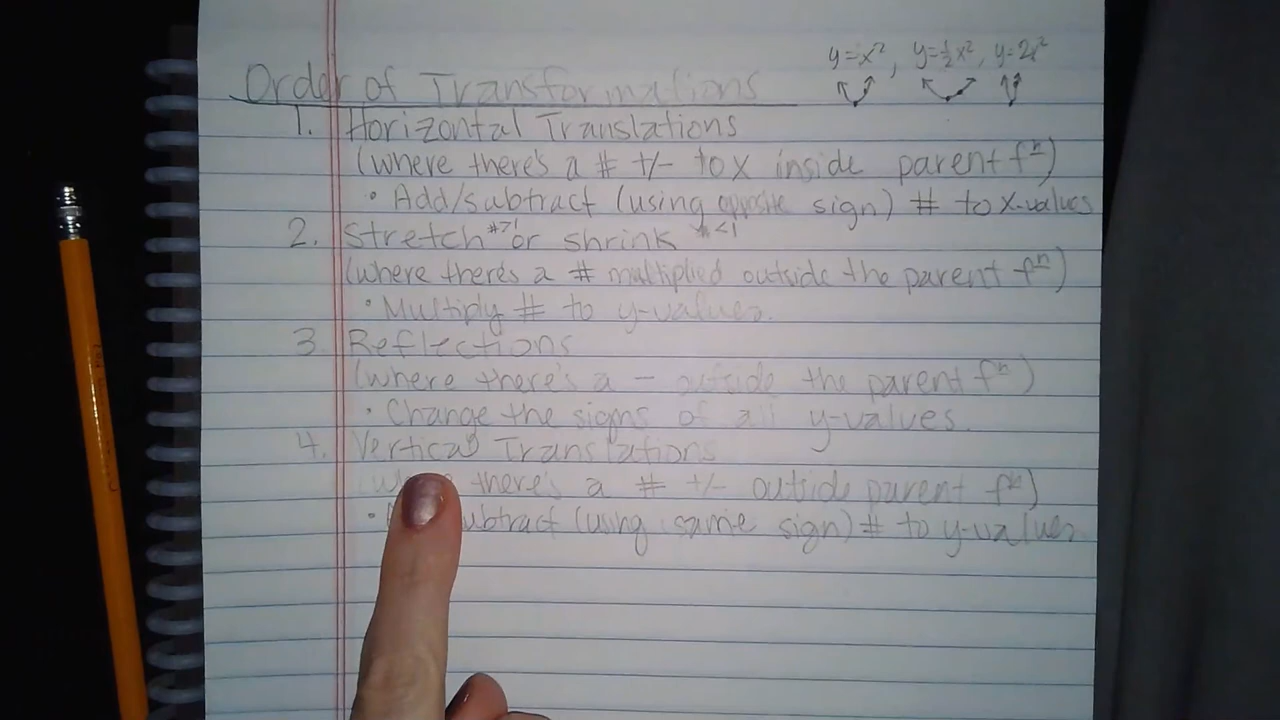 y=x², y=½x², y=2x²
Order of Transformations
1. Horizontal Translations
(where there's a # +/- to x inside parent fⁿ)
• Add/subtract (using opposite sign) # to x-values
2. Stretch #>1 or shrink #<1
(where there's a # multiplied outside the parent fⁿ)
• Multiply # to y-values.
3. Reflections
(where there's a - outside the parent fⁿ)
• Change the signs of all y-values.
4. Vertical Translations
there's a # +/- outside parent fⁿ)
• (using same sign) # to y-values